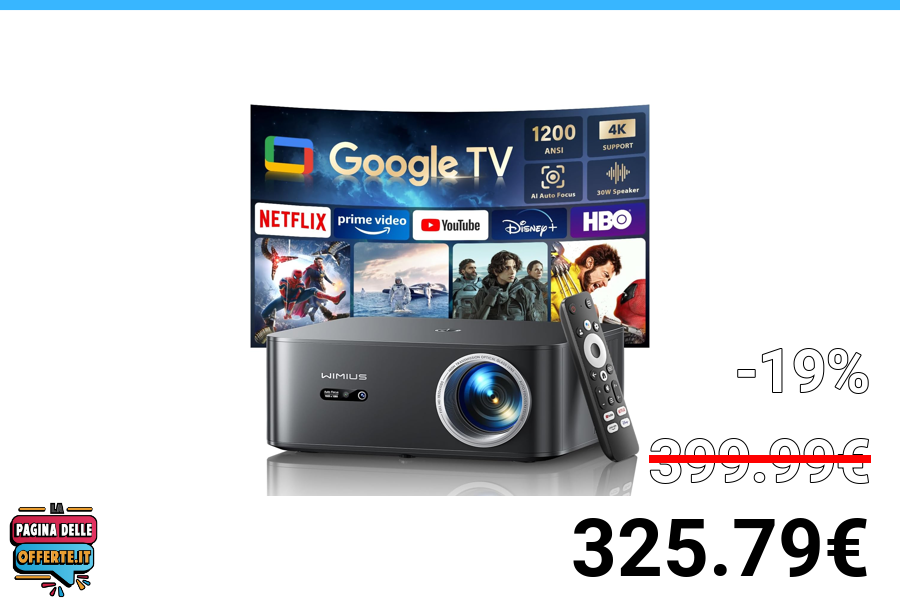 Google TV
1200
ANSI
4K
SUPPORT
AI Auto Focus
30W Speaker
NETFLIX
prime video
YouTube
Disney+
HBO
WIMIUS
-19%
399.99€
325.79€
LA
PAGINA DELLE
OFFERTE.IT